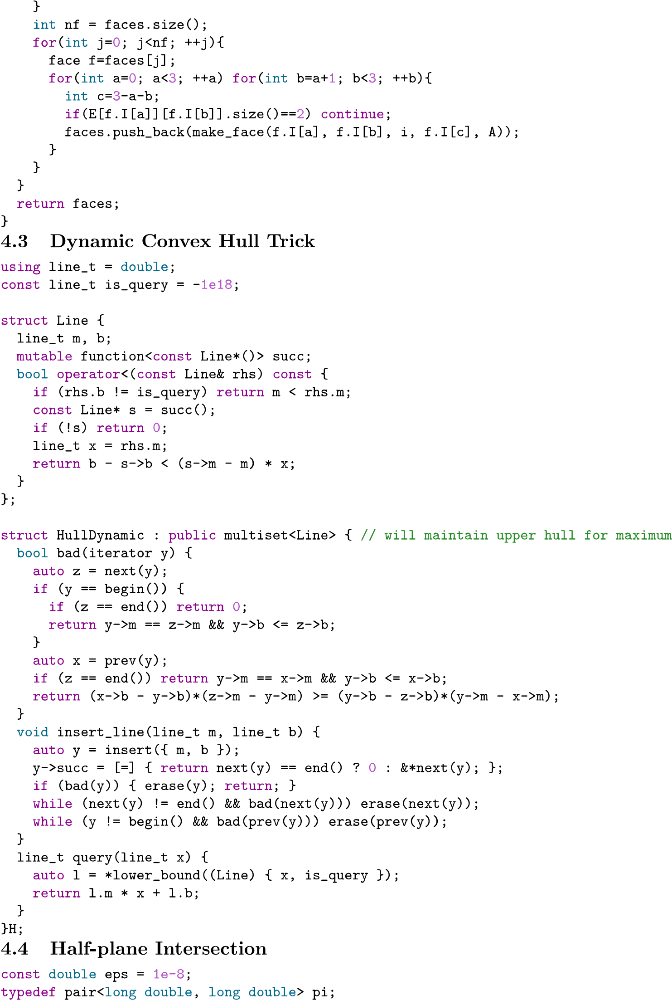 }
    int nf = faces.size();
    for(int j=0; j<nf; ++j){
      face f=faces[j];
      for(int a=0; a<3; ++a) for(int b=a+1; b<3; ++b){
        int c=3-a-b;
        if(E[f.I[a]][f.I[b]].size()==2) continue;
        faces.push_back(make_face(f.I[a], f.I[b], i, f.I[c], A));
      }
    }
  }
  return faces;
}
4.3 Dynamic Convex Hull Trick
using line_t = double;
const line_t is_query = -1e18;

struct Line {
  line_t m, b;
  mutable function<const Line*()> succ;
  bool operator<(const Line& rhs) const {
    if (rhs.b != is_query) return m < rhs.m;
    const Line* s = succ();
    if (!s) return 0;
    line_t x = rhs.m;
    return b - s->b < (s->m - m) * x;
  }
};

struct HullDynamic : public multiset<Line> { // will maintain upper hull for maximum
  bool bad(iterator y) {
    auto z = next(y);
    if (y == begin()) {
      if (z == end()) return 0;
      return y->m == z->m && y->b <= z->b;
    }
    auto x = prev(y);
    if (z == end()) return y->m == x->m && y->b <= x->b;
    return (x->b - y->b)*(z->m - y->m) >= (y->b - z->b)*(y->m - x->m);
  }
  void insert_line(line_t m, line_t b) {
    auto y = insert({ m, b });
    y->succ = [=] { return next(y) == end() ? 0 : &*next(y); };
    if (bad(y)) { erase(y); return; }
    while (next(y) != end() && bad(next(y))) erase(next(y));
    while (y != begin() && bad(prev(y))) erase(prev(y));
  }
  line_t query(line_t x) {
    auto l = *lower_bound((Line) { x, is_query });
    return l.m * x + l.b;
  }
}H;
4.4 Half-plane Intersection
const double eps = 1e-8;
typedef pair<long double, long double> pi;